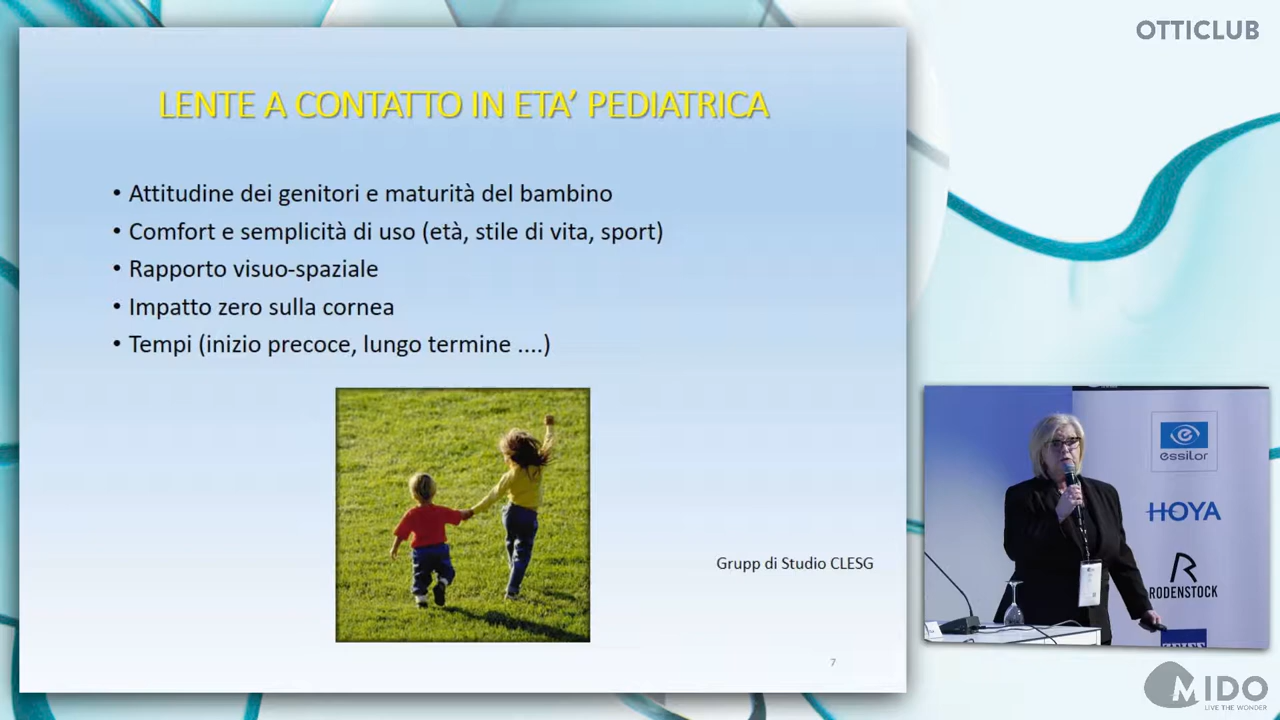 OTTICLUB
LENTE A CONTATTO IN ETA’ PEDIATRICA
• Attitudine dei genitori e maturità del bambino
• Comfort e semplicità di uso (età, stile di vita, sport)
• Rapporto visuo-spaziale
• Impatto zero sulla cornea
• Tempi (inizio precoce, lungo termine ....)
Grupp di Studio CLESG
7
essilor
HOYA
RODENSTOCK
MIDO
LIVE THE WONDER